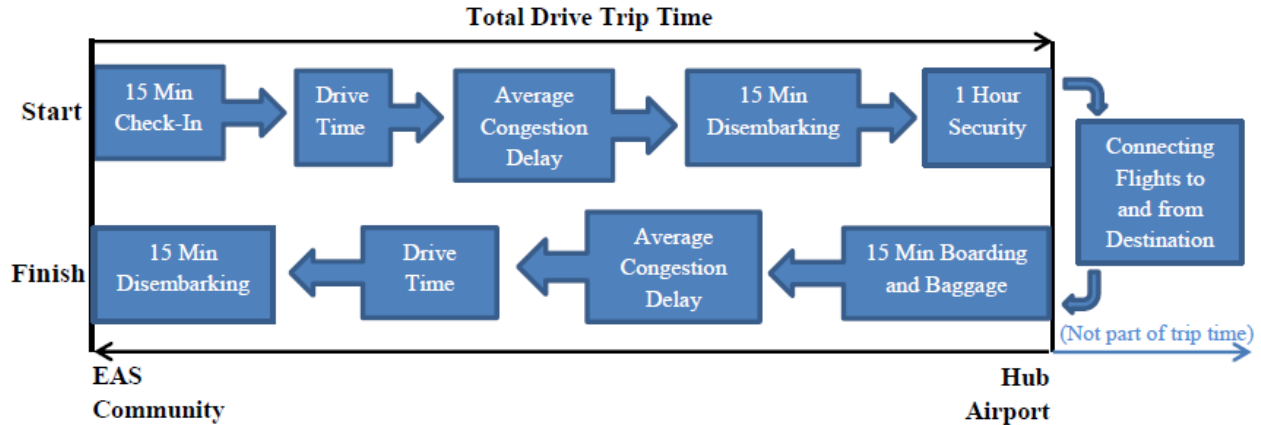 Total Drive Trip Time
Start
15 Min
Check-In
Drive
Time
Average
Congestion
Delay
15 Min
Disembarking
1 Hour
Security
Connecting
Flights to
and from
Destination
Finish
15 Min
Disembarking
Drive
Time
Average
Congestion
Delay
15 Min Boarding
and Baggage
(Not part of trip time)
EAS
Community
Hub
Airport